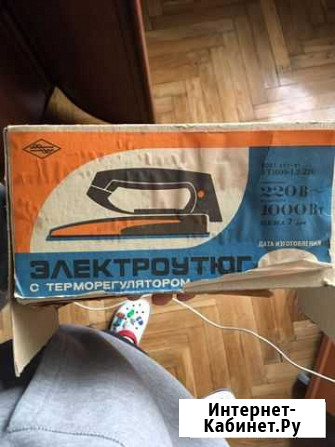 220В~
1000Вт
ДАТА ИЗГОТОВЛЕНИЯ
ЭЛЕКТРОУТЮГ
С ТЕРМОРЕГУЛЯТОРОМ
Интернет-
Кабинет.Ру